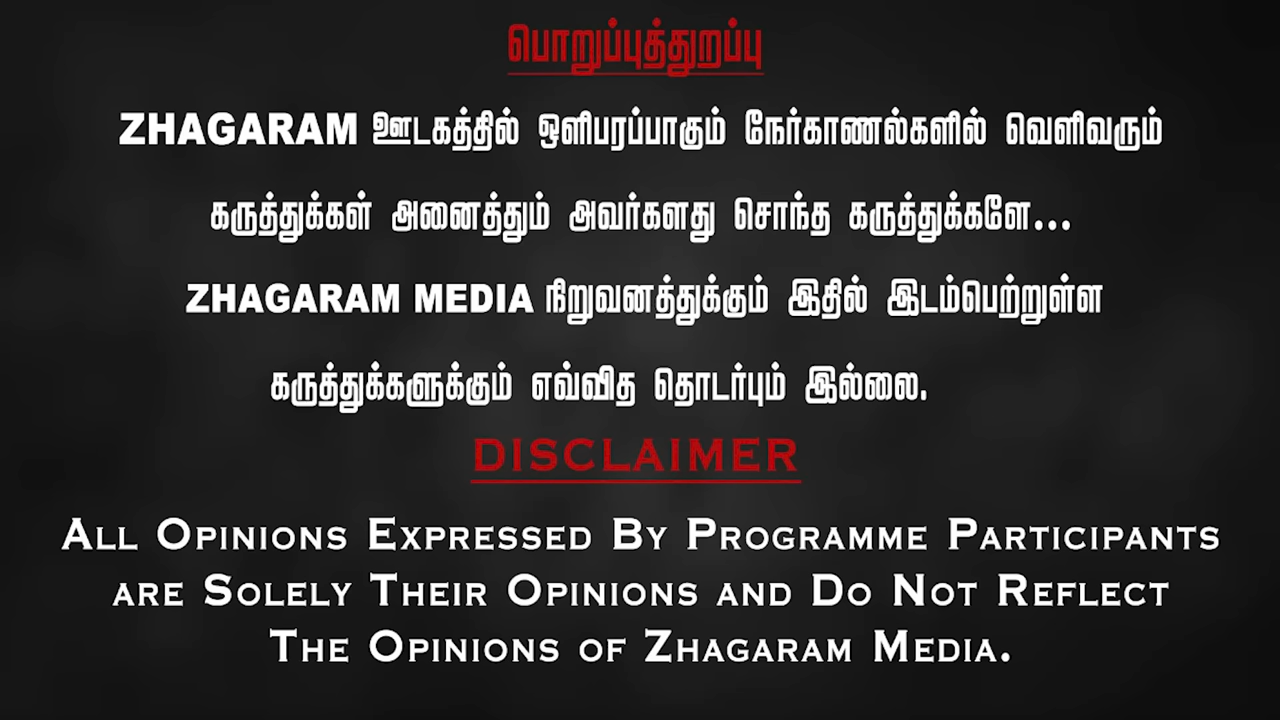 பொறுப்புத்துறப்பு
ZHAGARAM ஊடகத்தில் ஒளிபரப்பாகும் நேர்காணல்களில் வெளிவரும்
கருத்துக்கள் அனைத்தும் அவர்களது சொந்த கருத்துக்களே...
ZHAGARAM MEDIA நிறுவனத்துக்கும் இதில் இடம்பெற்றுள்ள
கருத்துக்களுக்கும் எவ்வித தொடர்பும் இல்லை.
DISCLAIMER
All Opinions Expressed By Programme Participants
are Solely Their Opinions and Do Not Reflect
The Opinions of Zhagaram Media.